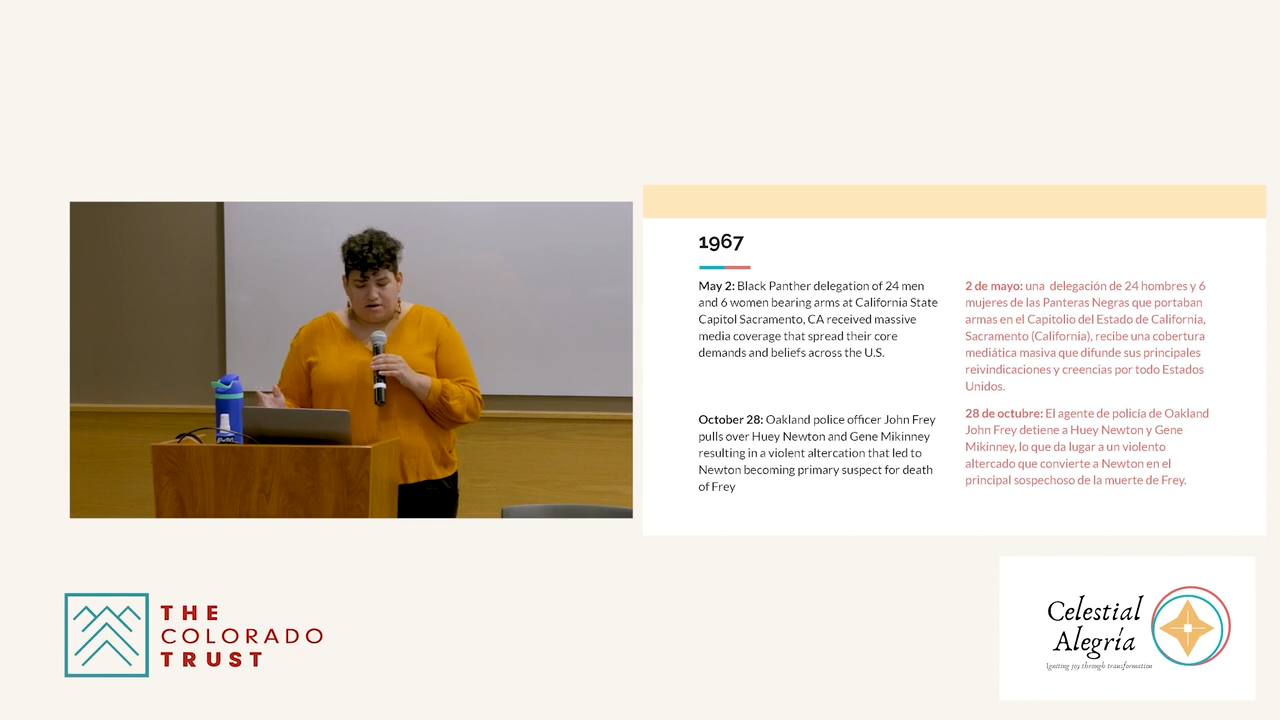 1967
May 2: Black Panther delegation of 24 men
and 6 women bearing arms at California State
Capitol Sacramento, CA received massive
media coverage that spread their core
demands and beliefs across the U.S.
October 28: Oakland police officer John Frey
pulls over Huey Newton and Gene Mikinney
resulting in a violent altercation that led to
Newton becoming primary suspect for death
of Frey
2 de mayo: una delegación de 24 hombres y 6
mujeres de las Panteras Negras que portaban
armas en el Capitolio del Estado de California,
Sacramento (California), recibe una cobertura
mediática masiva que difunde sus principales
reivindicaciones y creencias por todo Estados
Unidos.
28 de octubre: El agente de policía de Oakland
John Frey detiene a Huey Newton y Gene
Mikinney, lo que da lugar a un violento
altercado que convierte a Newton en el
principal sospechoso de la muerte de Frey.
THE
COLORADO
TRUST
Celestial
Alegría
Igniting joy through transformation